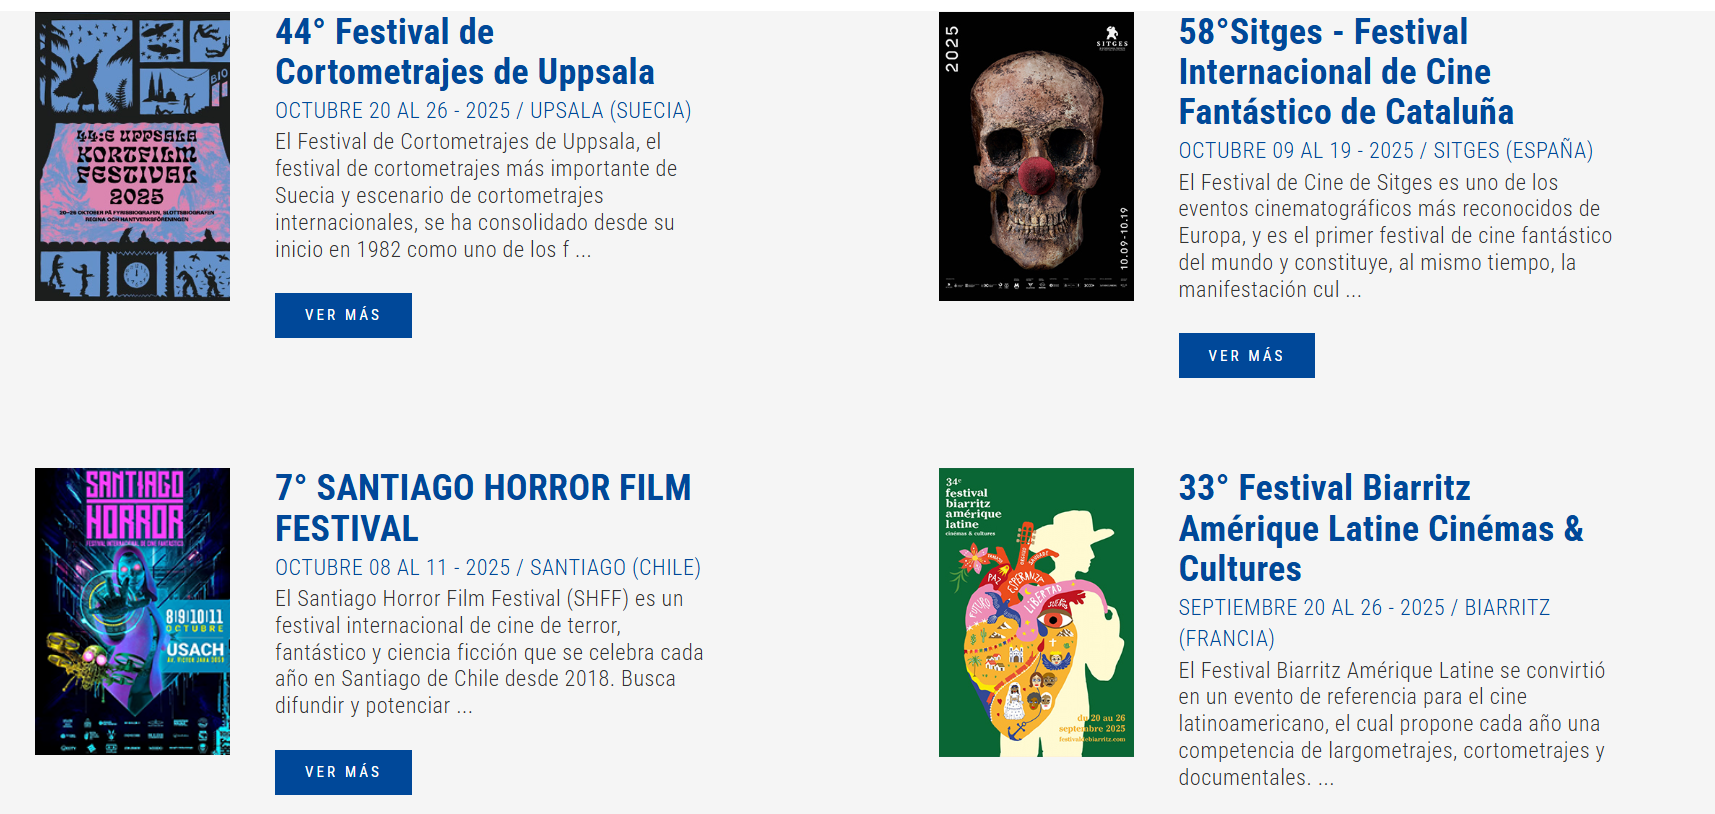 44:E UPPSALA
KORTFILM
FESTIVAL
2025
20–26 OKTOBER PÅ FYRISBIOGRAFEN, SLOTTSBIOGRAFEN
REGINA OCH HANTVERKSFÖRENINGEN
BIO
44° Festival de
Cortometrajes de Uppsala
OCTUBRE 20 AL 26 - 2025 / UPSALA (SUECIA)
El Festival de Cortometrajes de Uppsala, el
festival de cortometrajes más importante de
Suecia y escenario de cortometrajes
internacionales, se ha consolidado desde su
inicio en 1982 como uno de los f ...
VER MÁS
2025
SITGES
10.09-10.19
58°Sitges - Festival
Internacional de Cine
Fantástico de Cataluña
OCTUBRE 09 AL 19 - 2025 / SITGES (ESPAÑA)
El Festival de Cine de Sitges es uno de los
eventos cinematográficos más reconocidos de
Europa, y es el primer festival de cine fantástico
del mundo y constituye, al mismo tiempo, la
manifestación cul ...
VER MÁS
SANTIAGO
HORROR
FESTIVAL INTERNACIONAL DE CINE FANTÁSTICO
8|9|10|11
OCTUBRE
USACH
AV. VICTOR JARA 3659
7° SANTIAGO HORROR FILM
FESTIVAL
OCTUBRE 08 AL 11 - 2025 / SANTIAGO (CHILE)
El Santiago Horror Film Festival (SHFF) es un
festival internacional de cine de terror,
fantástico y ciencia ficción que se celebra cada
año en Santiago de Chile desde 2018. Busca
difundir y potenciar ...
VER MÁS
34e
festival
biarritz
amérique
latine
cinémas & cultures
PAZ
ESPERANZA
FUTURO
LIBERTAD
SUEÑOS
du 20 au 26
septembre 2025
festivaldebiarritz.com
33° Festival Biarritz
Amérique Latine Cinémas &
Cultures
SEPTIEMBRE 20 AL 26 - 2025 / BIARRITZ
(FRANCIA)
El Festival Biarritz Amérique Latine se convirtió
en un evento de referencia para el cine
latinoamericano, el cual propone cada año una
competencia de largometrajes, cortometrajes y
documentales. ...